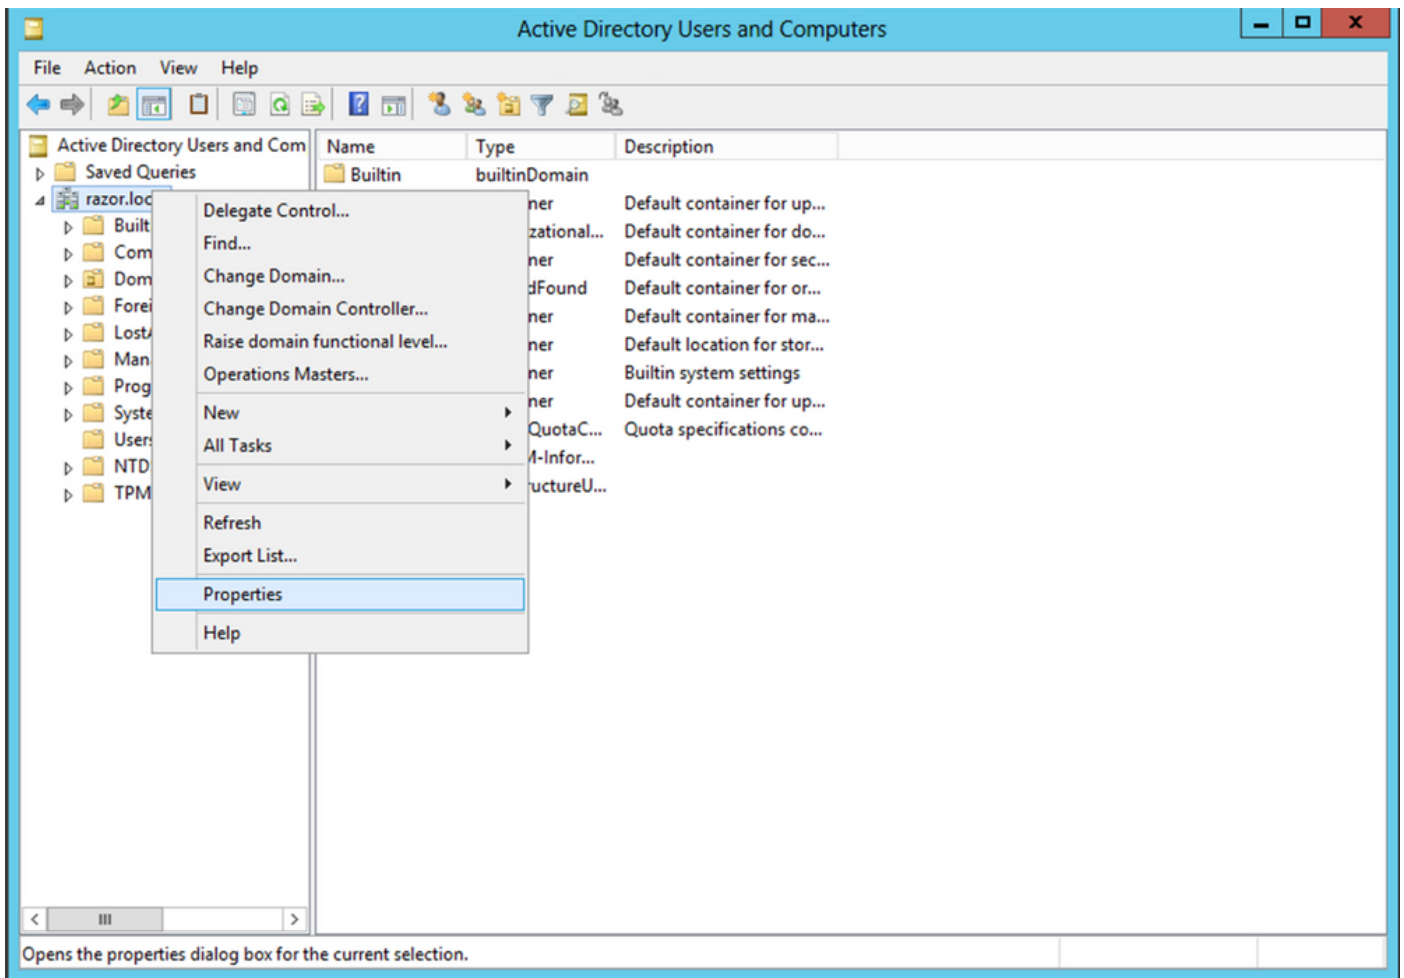 Active Directory Users and Computers
File Action View Help
Active Directory Users and Com
Name Type Description
Saved Queries
Builtin builtinDomain
razor.loc
Delegate Control...
ner Default container for up...
Built
Find...
zational... Default container for do...
Com
Change Domain...
ner Default container for sec...
Dom
Change Domain Controller...
dFound Default container for or...
Forei
Raise domain functional level...
ner Default container for ma...
Lost
Operations Masters...
ner Default location for stor...
Man
New
ner Builtin system settings
Prog
All Tasks
ner Default container for up...
Syste
View
QuotaC... Quota specifications co...
User
Refresh
M-Infor...
NTD
Export List...
ructureU...
TPM
Properties
Help
Opens the properties dialog box for the current selection.